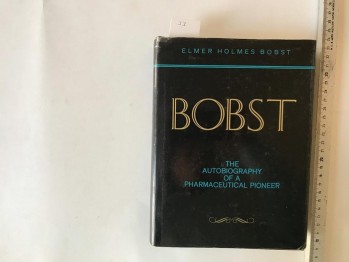 ELMER HOLMES BOBST
BOBST
THE
AUTOBIOGRAPHY
OF A
PHARMACEUTICAL PIONEER